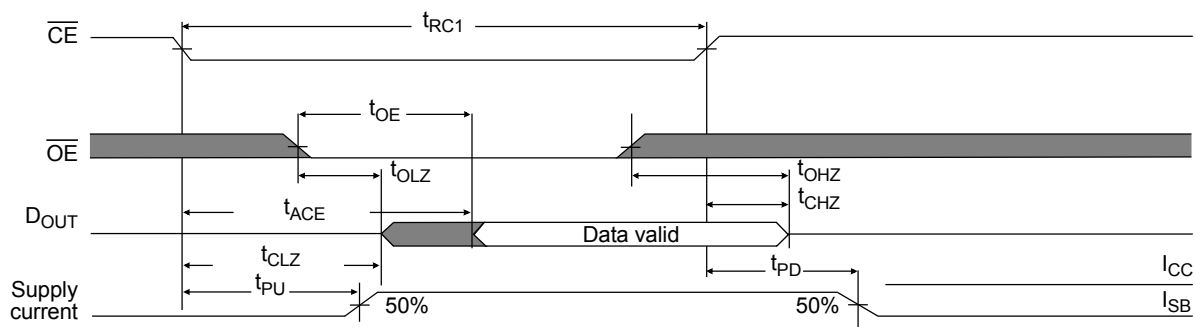 CE
tRC1
OE
tOE
tOLZ
tOHZ
tCHZ
DOUT
tACE
Data valid
tCLZ
tPD
ICC
tPU
Supply
current
50%
50%
ISB